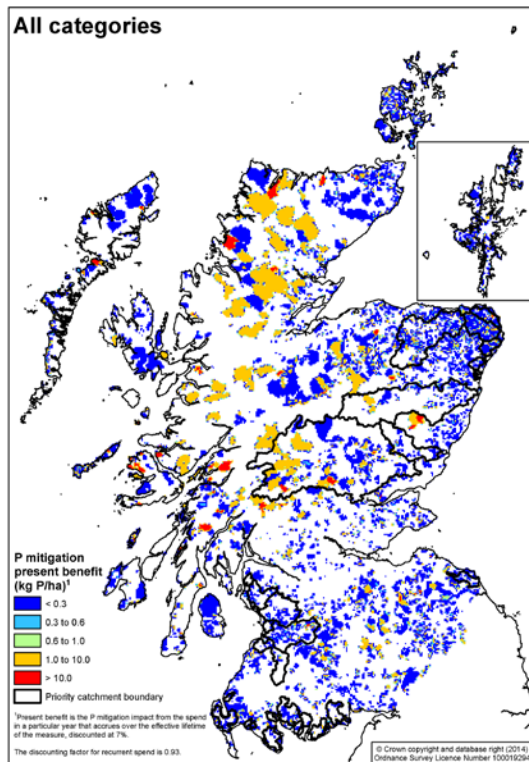 All categories
P mitigation
present benefit
(kg P/ha)¹
< 0.3
0.3 to 0.6
0.6 to 1.0
1.0 to 10.0
> 10.0
Priority catchment boundary
¹Present benefit is the P mitigation impact from the spend
in a particular year that accrues over the effective lifetime
of the measure, discounted at 7%.
The discounting factor for recurrent spend is 0.93.
© Crown copyright and database right (2014)
Ordnance Survey Licence Number 100019294